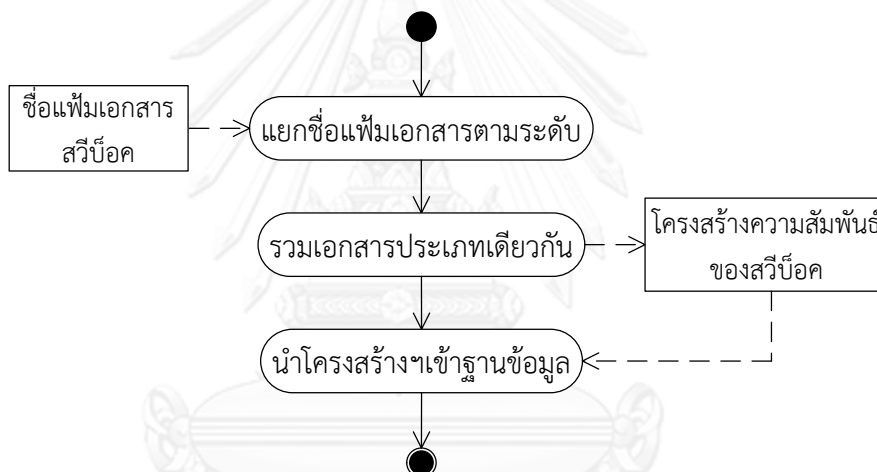 ชื่อแฟ้มเอกสาร
สวีบ็อค
แยกชื่อแฟ้มเอกสารตามระดับ
รวมเอกสารประเภทเดียวกัน
โครงสร้างความสัมพันธ์
ของสวีบ็อค
นำโครงสร้างฯเข้าฐานข้อมูล